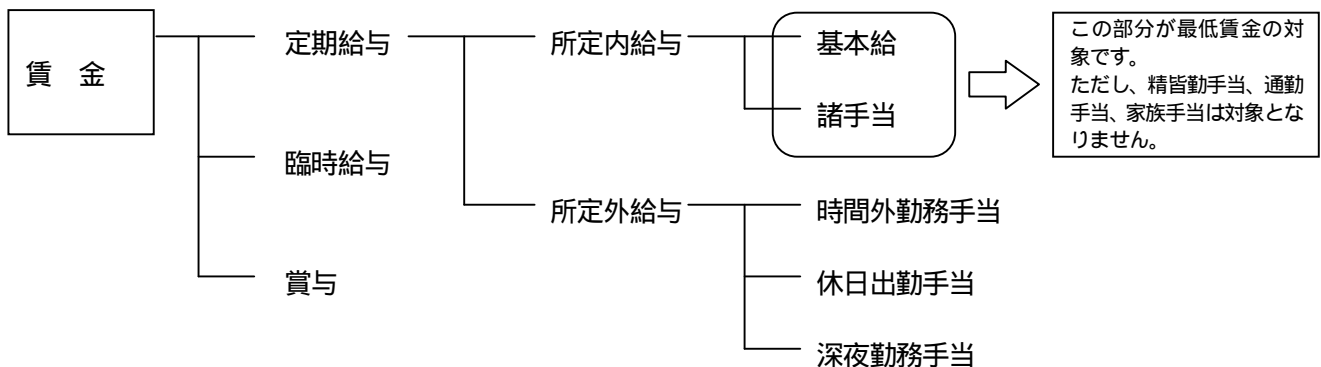 賃 金
定期給与
臨時給与
賞与
所定内給与
所定外給与
基本給
諸手当
時間外勤務手当
休日出勤手当
深夜勤務手当
この部分が最低賃金の対
象です。
ただし、精皆勤手当、通勤
手当、家族手当は対象とな
りません。